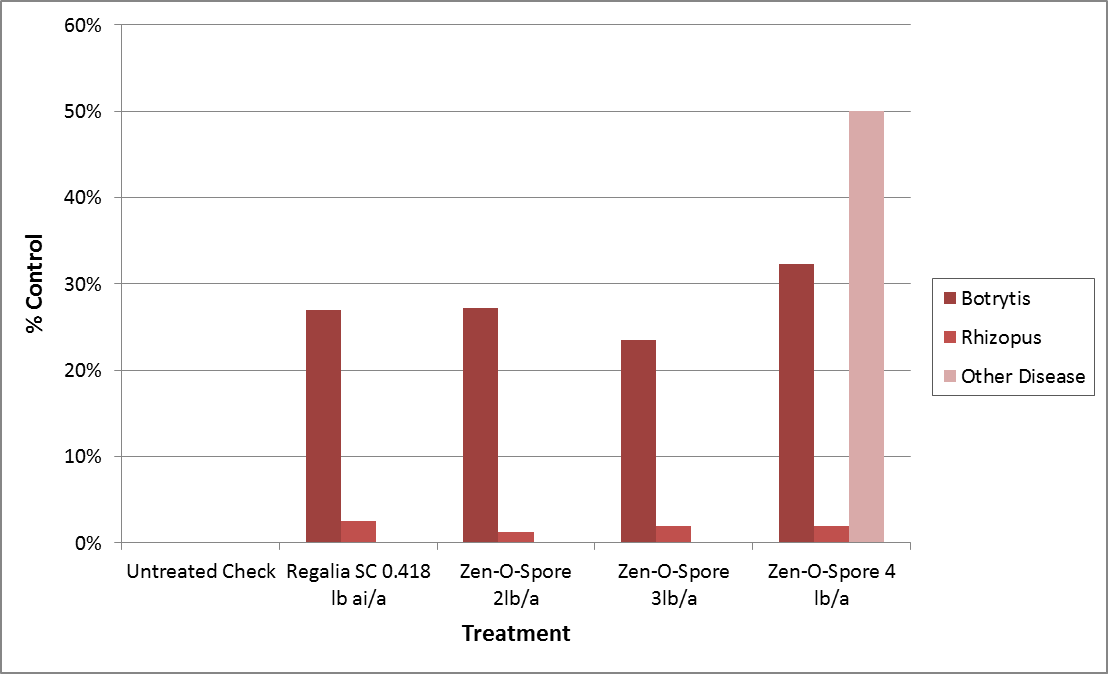 60%
50%
40%
30%
20%
10%
0%
% Control
Untreated Check
Regalia SC 0.418
lb ai/a
Zen-O-Spore
2lb/a
Zen-O-Spore
3lb/a
Zen-O-Spore 4
lb/a
Treatment
Botrytis
Rhizopus
Other Disease